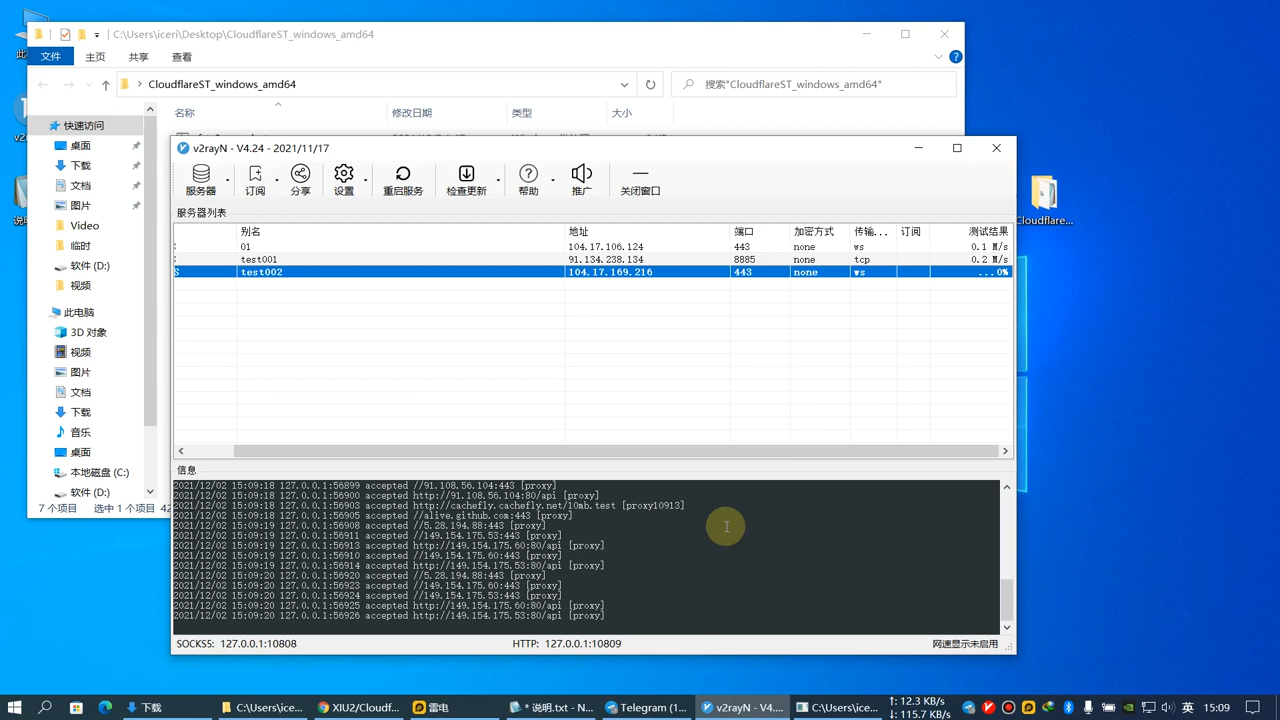 C:\Users\iceri\Desktop\CloudflareST_windows_amd64
文件 主页 共享 查看
CloudflareST_windows_amd64
搜索"CloudflareST_windows_amd64"
名称 修改日期 类型 大小
快速访问
桌面
下载
文档
图片
Video
临时
软件 (D:)
视频
此电脑
3D 对象
视频
图片
文档
下载
音乐
桌面
本地磁盘 (C:)
软件 (D:)
7 个项目 选中 1 个项目
v2rayN - V4.24 - 2021/11/17
服务器 订阅 分享 设置 重启服务 检查更新 帮助 推广 关闭窗口
服务器列表
别名 地址 端口 加密方式 传输... 订阅 测试结果
01 104.17.106.124 443 none ws 0.1 M/s
test001 91.134.238.134 8885 none tcp 0.2 M/s
test002 104.17.169.216 443 none ws ...0%
信息
2021/12/02 15:09:18 127.0.0.1:56899 accepted //91.108.56.104:443 [proxy]
2021/12/02 15:09:18 127.0.0.1:56900 accepted http://91.108.56.104:80/api [proxy]
2021/12/02 15:09:18 127.0.0.1:56903 accepted http://cachefly.cachefly.net/10mb.test [proxy10913]
2021/12/02 15:09:18 127.0.0.1:56905 accepted //alive.github.com:443 [proxy]
2021/12/02 15:09:19 127.0.0.1:56908 accepted //5.28.194.88:443 [proxy]
2021/12/02 15:09:19 127.0.0.1:56911 accepted //149.154.175.53:443 [proxy]
2021/12/02 15:09:19 127.0.0.1:56913 accepted http://149.154.175.60:80/api [proxy]
2021/12/02 15:09:19 127.0.0.1:56910 accepted //149.154.175.60:443 [proxy]
2021/12/02 15:09:19 127.0.0.1:56914 accepted http://149.154.175.53:80/api [proxy]
2021/12/02 15:09:20 127.0.0.1:56920 accepted //5.28.194.88:443 [proxy]
2021/12/02 15:09:20 127.0.0.1:56923 accepted //149.154.175.60:443 [proxy]
2021/12/02 15:09:20 127.0.0.1:56924 accepted //149.154.175.53:443 [proxy]
2021/12/02 15:09:20 127.0.0.1:56925 accepted http://149.154.175.60:80/api [proxy]
2021/12/02 15:09:20 127.0.0.1:56926 accepted http://149.154.175.53:80/api [proxy]
SOCKS5: 127.0.0.1:10808 HTTP: 127.0.0.1:10809 网速显示未启用
Cloudflare...
下载 C:\Users\ice... XIU2/Cloudf... 雷电 * 说明.txt - N... Telegram (1... v2rayN - V4.... C:\Users\ice...
↑: 12.3 KB/s
↓: 115.7 KB/s
英 15:09